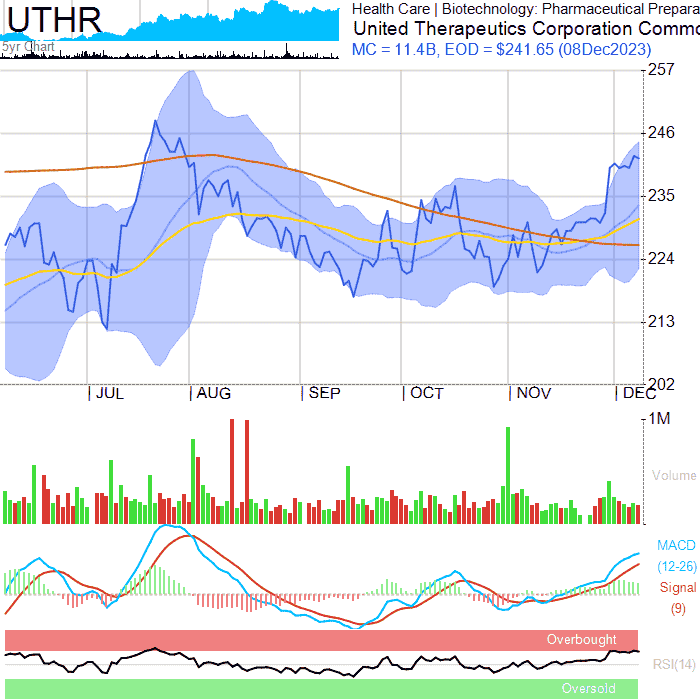 UTHR
5yr Chart
Health Care | Biotechnology: Pharmaceutical Prepara
United Therapeutics Corporation Commo
MC = 11.4B, EOD = $241.65 (08Dec2023)
257
246
235
224
213
202
JUL AUG SEP OCT NOV DEC
1M
Volume
MACD
(12-26)
Signal
(9)
Overbought
RSI(14)
Oversold